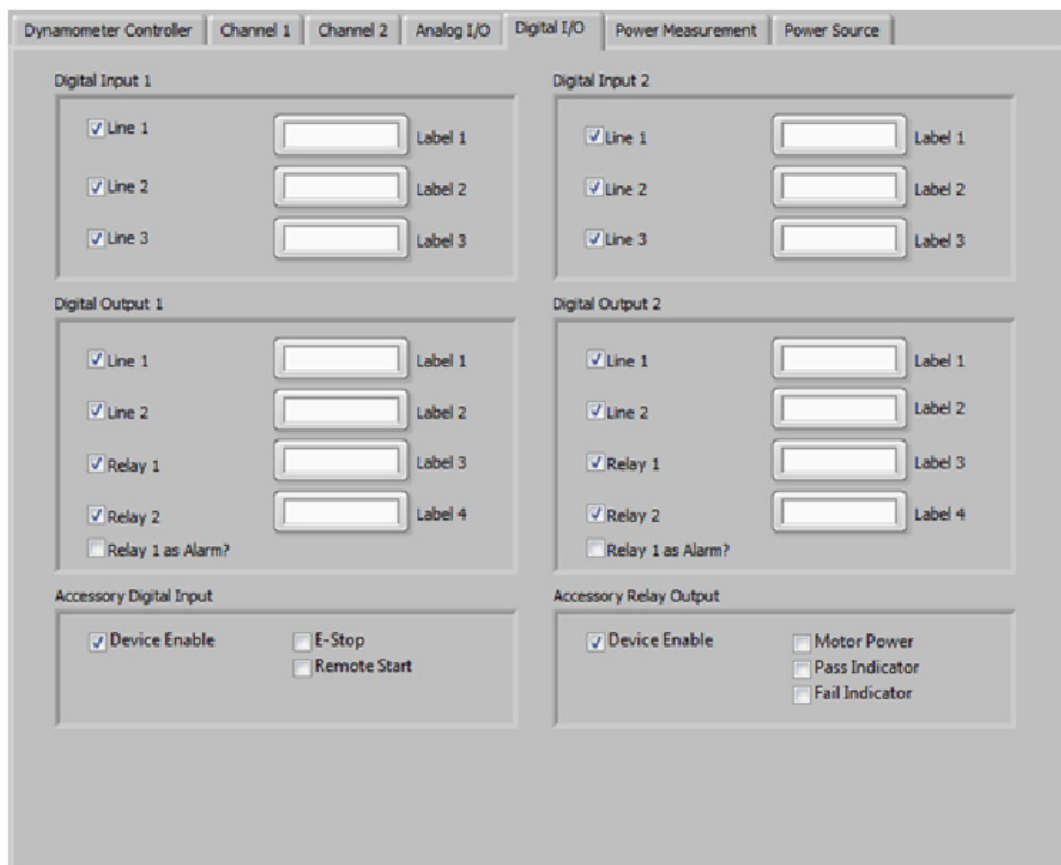 Dynamometer Controller Channel 1 Channel 2 Analog I/O Digital I/O Power Measurement Power Source
Digital Input 1
Line 1 Label 1
Line 2 Label 2
Line 3 Label 3
Digital Input 2
Line 1 Label 1
Line 2 Label 2
Line 3 Label 3
Digital Output 1
Line 1 Label 1
Line 2 Label 2
Relay 1 Label 3
Relay 2 Label 4
Relay 1 as Alarm?
Digital Output 2
Line 1 Label 1
Line 2 Label 2
Relay 1 Label 3
Relay 2 Label 4
Relay 1 as Alarm?
Accessory Digital Input
Device Enable E-Stop
Remote Start
Accessory Relay Output
Device Enable Motor Power
Pass Indicator
Fail Indicator